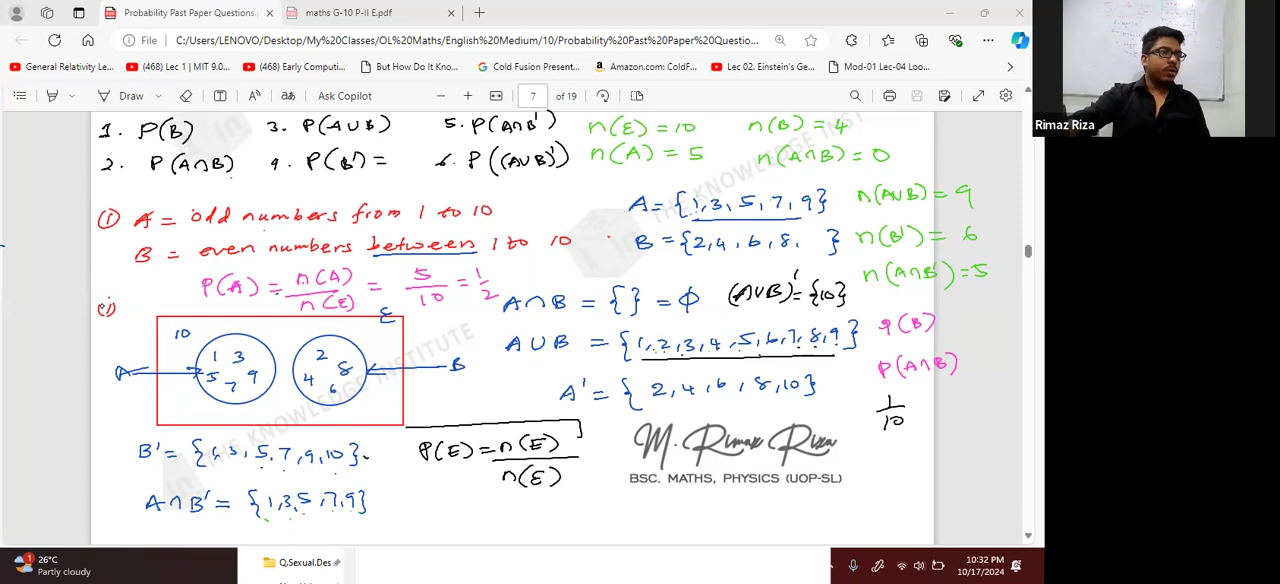 Probability Past Paper Questions.
maths G-10 P-II E.pdf
File
C:/Users/LENOVO/Desktop/My%20Classes/OL%20Maths/English%20Medium/10/Probability%20Past%20Paper%20Questio...
General Relativity Le...
(468) Lec 1 | MIT 9.0...
(468) Early Computi...
But How Do It Kno...
Cold Fusion Present...
Amazon.com: ColdF...
Lec 02. Einstein's Ge...
Mod-01 Lec-04 Loo...
Draw
Ask Copilot
7 of 19
Rimaz Riza
1. P(B) 3. P(A∪B) 5. P(A∩B') n(Ɛ) = 10 n(B) = 4
2. P(A∩B) 4. P(B') = 6. P((A∪B)') n(A) = 5 n(A∩B) = 0
(i) A = odd numbers from 1 to 10
B = even numbers between 1 to 10
A = {1, 3, 5, 7, 9} n(A∪B) = 9
B = {2, 4, 6, 8, } n(B') = 6
n(A∩B') = 5
P(A) = n(A)/n(Ɛ) = 5/10 = 1/2
A∩B = { } = ϕ (A∪B)' = {10}
(i)
Ɛ
10
1 3 5 7 9
2 8 4 6
A
B
A∪B = {1, 2, 3, 4, 5, 6, 7, 8, 9}
P(B)
P(A∩B)
1/10
A' = { 2, 4, 6, 8, 10}
B' = {1, 3, 5, 7, 9, 10}
P(E) = n(E)/n(Ɛ)
A∩B' = {1, 3, 5, 7, 9}
M. Rimaz Riza
BSC. MATHS, PHYSICS (UOP-SL)
THE KNOWLEDGE INSTITUTE
26°C
Partly cloudy
Q.Sexual.Des
10:32 PM
10/17/2024